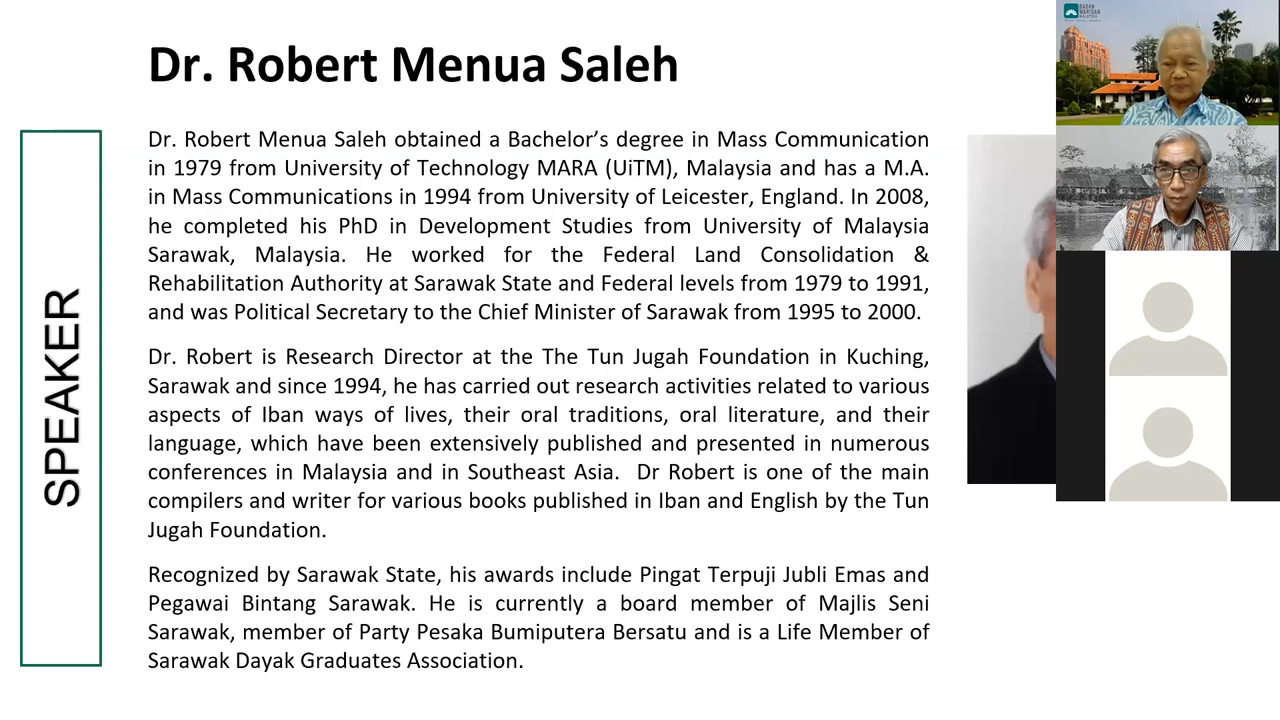 Dr. Robert Menua Saleh
SPEAKER
Dr. Robert Menua Saleh obtained a Bachelor’s degree in Mass Communication
in 1979 from University of Technology MARA (UiTM), Malaysia and has a M.A.
in Mass Communications in 1994 from University of Leicester, England. In 2008,
he completed his PhD in Development Studies from University of Malaysia
Sarawak, Malaysia. He worked for the Federal Land Consolidation &
Rehabilitation Authority at Sarawak State and Federal levels from 1979 to 1991,
and was Political Secretary to the Chief Minister of Sarawak from 1995 to 2000.
Dr. Robert is Research Director at the The Tun Jugah Foundation in Kuching,
Sarawak and since 1994, he has carried out research activities related to various
aspects of Iban ways of lives, their oral traditions, oral literature, and their
language, which have been extensively published and presented in numerous
conferences in Malaysia and in Southeast Asia.  Dr Robert is one of the main
compilers and writer for various books published in Iban and English by the Tun
Jugah Foundation.
Recognized by Sarawak State, his awards include Pingat Terpuji Jubli Emas and
Pegawai Bintang Sarawak. He is currently a board member of Majlis Seni
Sarawak, member of Party Pesaka Bumiputera Bersatu and is a Life Member of
Sarawak Dayak Graduates Association.
BADAN
WARISAN
MALAYSIA